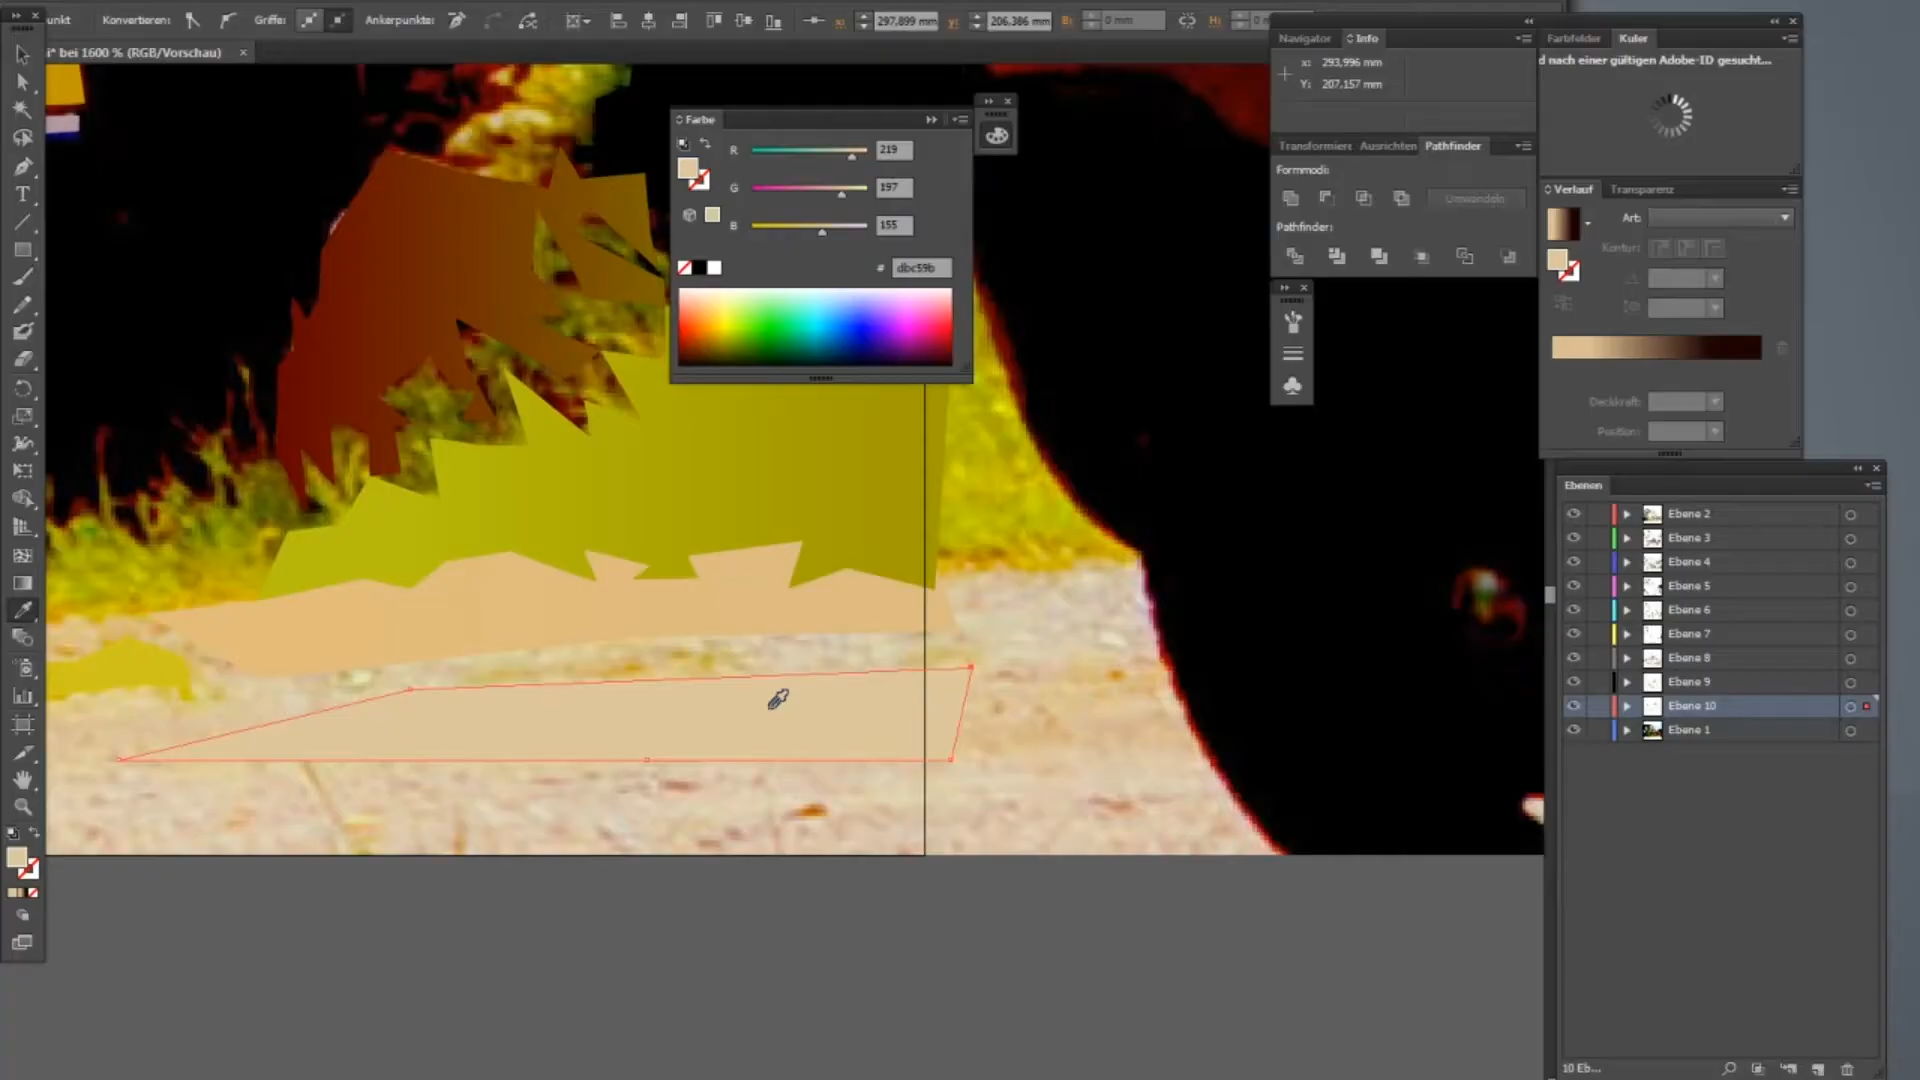 unkt Konvertieren: Griffe: Ankerpunkte: x: 297,899 mm y: 206,386 mm B: 0 mm H:
i* bei 1600 % (RGB/Vorschau) ×
Navigator Info
X: 293,996 mm
Y: 207,157 mm
Farbfelder Kuler
d nach einer gültigen Adobe-ID gesucht...
Farbe
R 219
G 197
B 155
# dbc59b
Transformiere Ausrichten Pathfinder
Formmodi:
Umwandeln
Pathfinder:
Verlauf Transparenz
Art:
Kontur:
Deckkraft:
Position:
Ebenen
Ebene 2
Ebene 3
Ebene 4
Ebene 5
Ebene 6
Ebene 7
Ebene 8
Ebene 9
Ebene 10
Ebene 1
10 Eb...